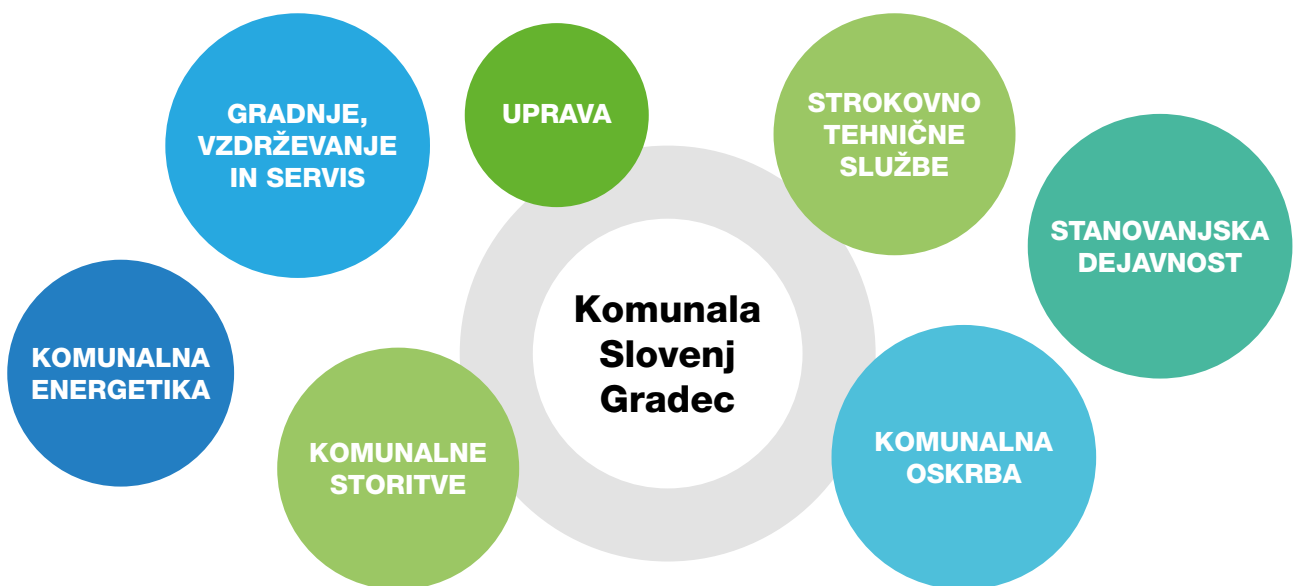 GRADNJE,
VZDRŽEVANJE
IN SERVIS
UPRAVA
STROKOVNO
TEHNIČNE
SLUŽBE
STANOVANJSKA
DEJAVNOST
Komunala
Slovenj
Gradec
KOMUNALNA
ENERGETIKA
KOMUNALNE
STORITVE
KOMUNALNA
OSKRBA